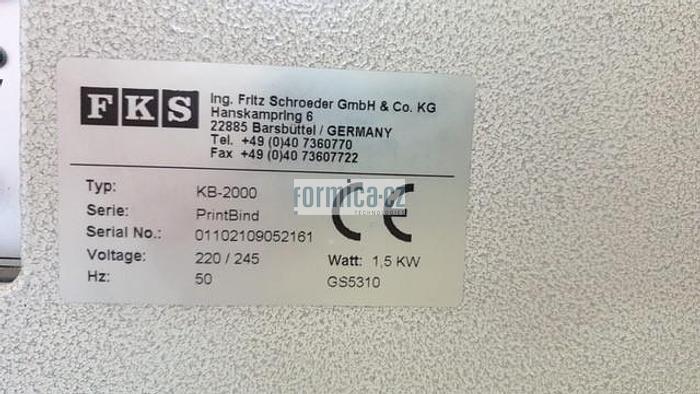 FKS
Ing. Fritz Schroeder GmbH & Co. KG
Hanskampring 6
22885 Barsbüttel / GERMANY
Tel. +49 (0)40 7360770
Fax +49 (0)40 73607722
Typ: KB-2000
Serie: PrintBind
Serial No.: 01102109052161
Voltage: 220 / 245 Watt: 1,5 KW
Hz: 50 GS5310
CE
formica.cz
TECHNOLOGIES